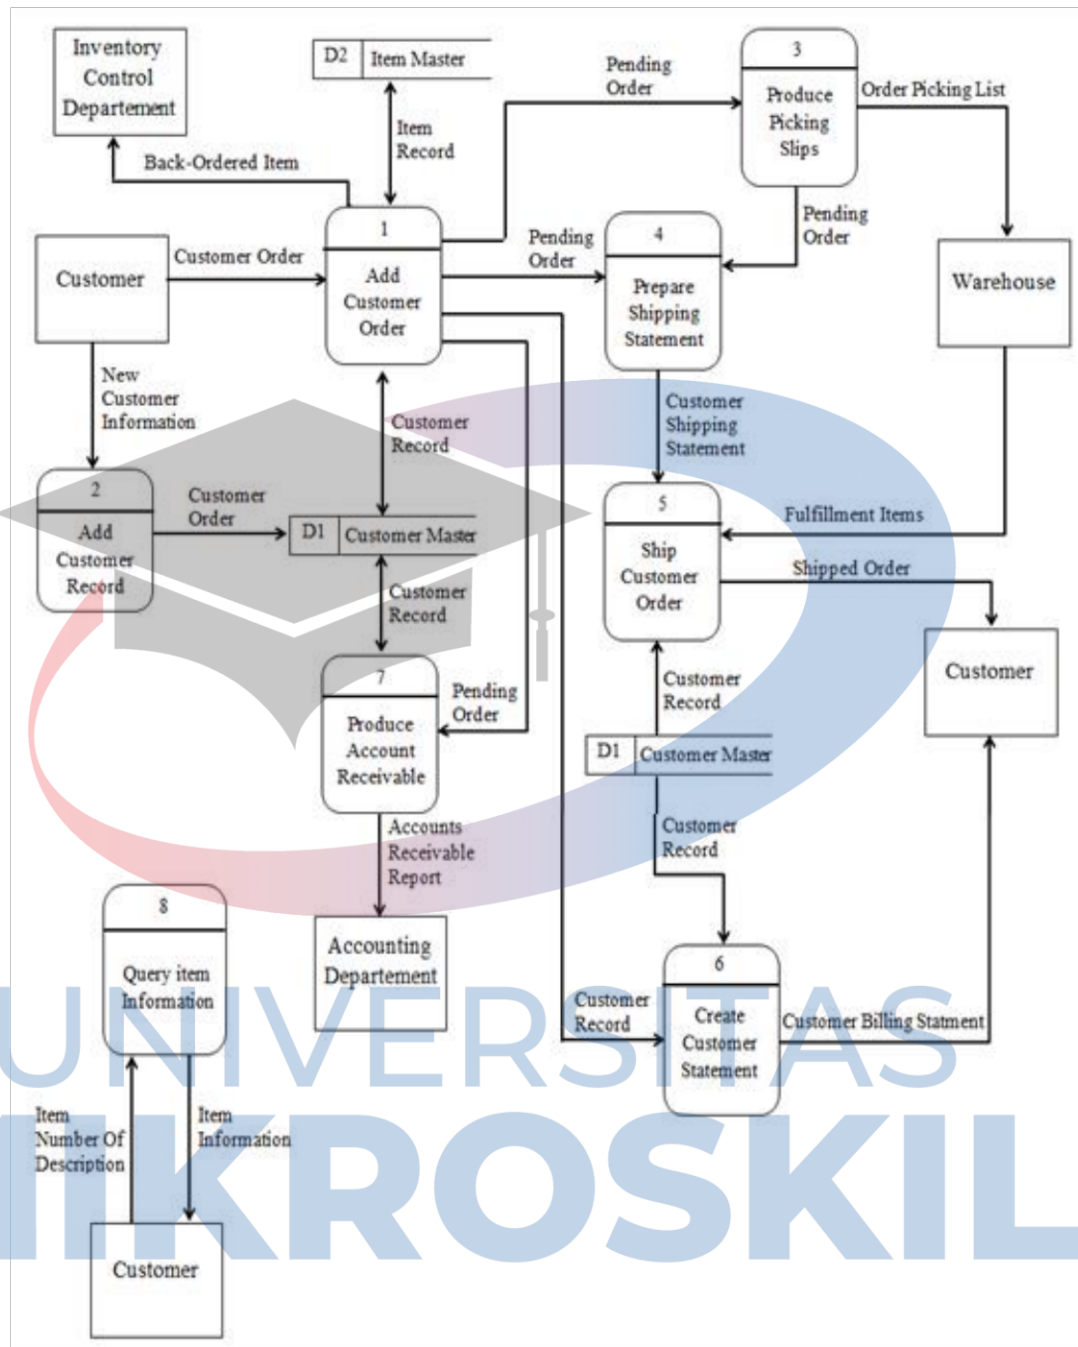 Inventory
Control
Departement
D2
Item Master
Item
Record
Back-Ordered Item
Pending
Order
3
Produce
Picking
Slips
Order Picking List
Pending
Order
Customer
Customer Order
1
Add
Customer
Order
Pending
Order
4
Prepare
Shipping
Statement
Warehouse
New
Customer
Information
Customer
Record
Customer
Shipping
Statement
2
Add
Customer
Record
Customer
Order
D1
Customer Master
5
Ship
Customer
Order
Fulfillment Items
Shipped Order
Customer
Customer
Record
7
Produce
Account
Receivable
Pending
Order
Customer
Record
D1
Customer Master
Customer
Record
Accounts
Receivable
Report
Accounting
Departement
8
Query item
Information
Customer
Record
6
Create
Customer
Statement
Customer Billing Statment
Item
Number Of
Description
Item
Information
Customer
UNIVERSITAS
MIKROSKIL